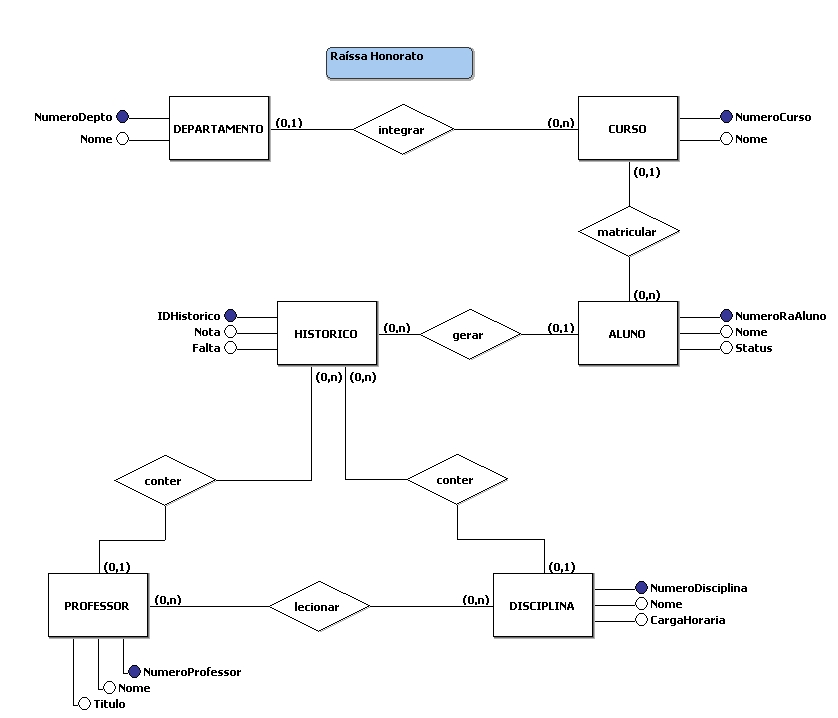 Raíssa Honorato
NumeroDepto
Nome
DEPARTAMENTO
(0,1)
integrar
(0,n)
CURSO
NumeroCurso
Nome
(0,1)
matricular
(0,n)
IDHistorico
Nota
Falta
HISTORICO
(0,n)
gerar
(0,1)
ALUNO
NumeroRaAluno
Nome
Status
(0,n)
(0,n)
conter
conter
(0,1)
(0,1)
PROFESSOR
(0,n)
lecionar
(0,n)
DISCIPLINA
NumeroDisciplina
Nome
CargaHoraria
NumeroProfessor
Nome
Titulo